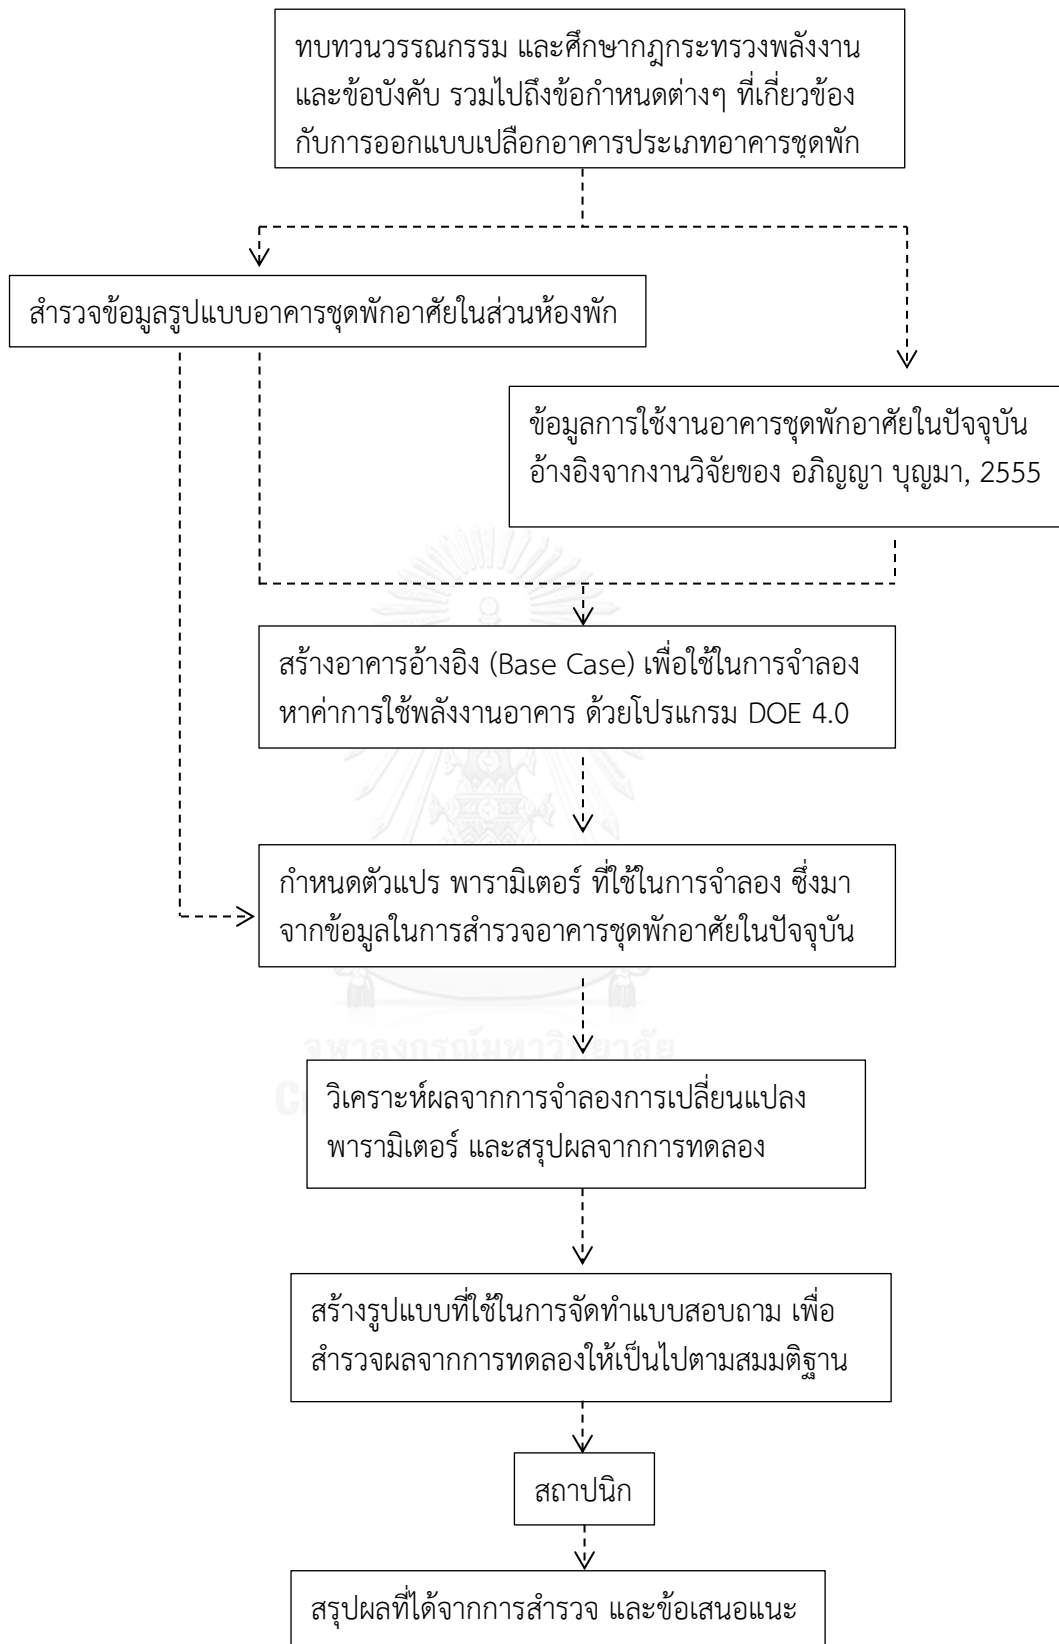 ทบทวนวรรณกรรม และศึกษากฎกระทรวงพลังงาน
และข้อบังคับ รวมไปถึงข้อกำหนดต่างๆ ที่เกี่ยวข้อง
กับการออกแบบเปลือกอาคารประเภทอาคารชุดพัก
สำรวจข้อมูลรูปแบบอาคารชุดพักอาศัยในส่วนห้องพัก
ข้อมูลการใช้งานอาคารชุดพักอาศัยในปัจจุบัน
อ้างอิงจากงานวิจัยของ อภิญญา บุญมา, 2555
สร้างอาคารอ้างอิง (Base Case) เพื่อใช้ในการจำลอง
หาค่าการใช้พลังงานอาคาร ด้วยโปรแกรม DOE 4.0
กำหนดตัวแปร พารามิเตอร์ ที่ใช้ในการจำลอง ซึ่งมา
จากข้อมูลในการสำรวจอาคารชุดพักอาศัยในปัจจุบัน
จุฬาลงกรณ์มหาวิทยาลัย
วิเคราะห์ผลจากการจำลองการเปลี่ยนแปลง
พารามิเตอร์ และสรุปผลจากการทดลอง
สร้างรูปแบบที่ใช้ในการจัดทำแบบสอบถาม เพื่อ
สำรวจผลจากการทดลองให้เป็นไปตามสมมติฐาน
สถาปนิก
สรุปผลที่ได้จากการสำรวจ และข้อเสนอแนะ